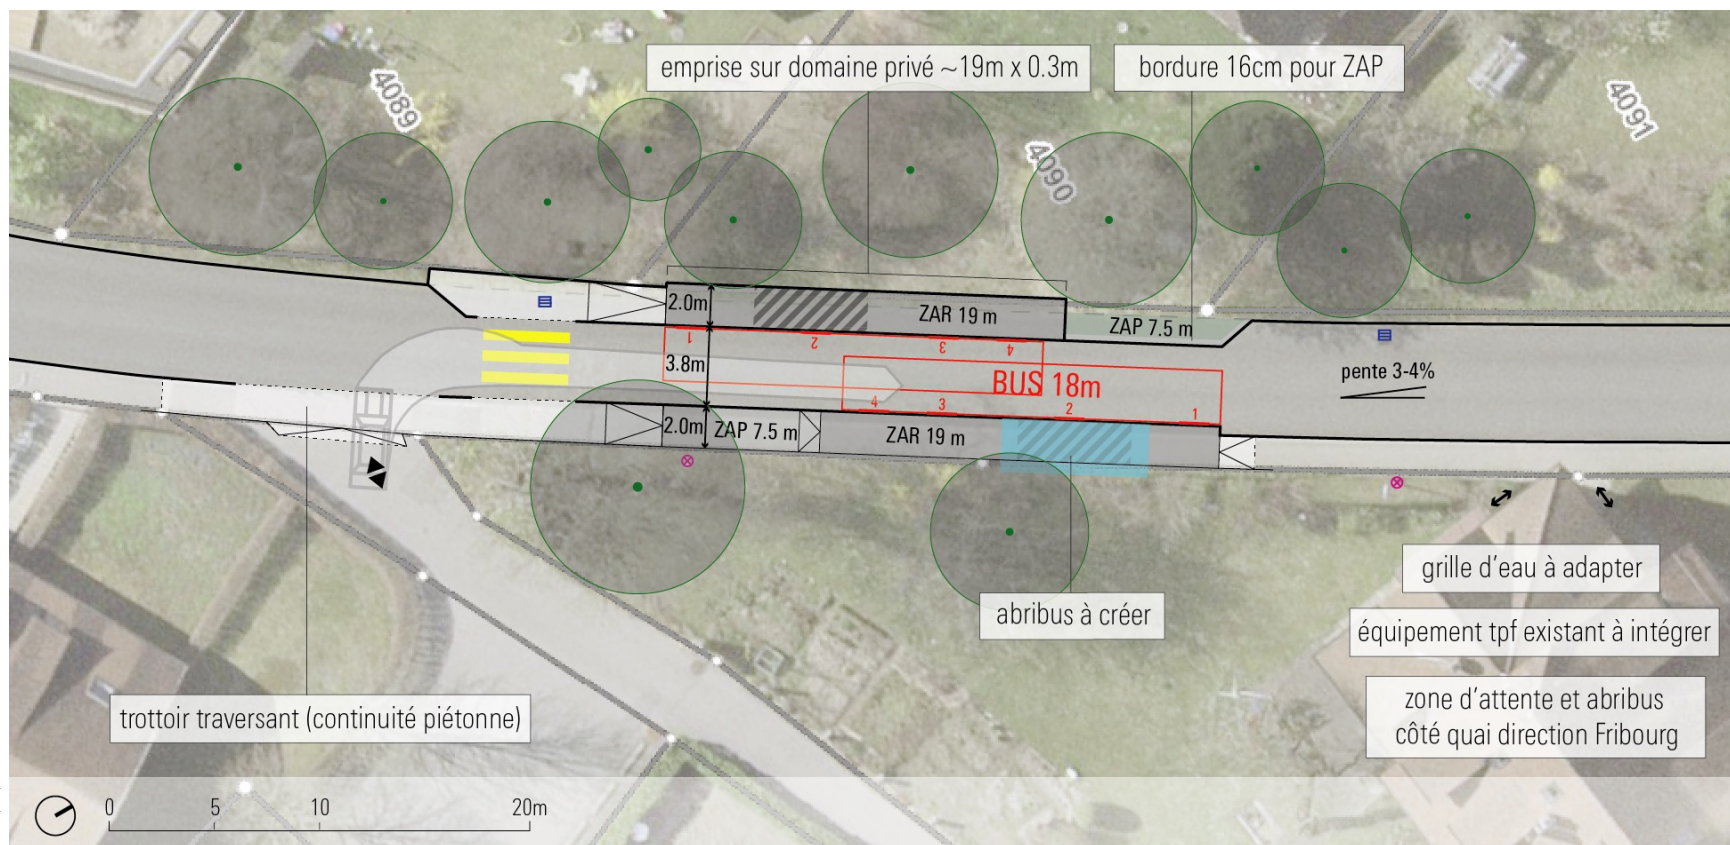 emprise sur domaine privé ~19m x 0.3m
bordure 16cm pour ZAP
4089
4090
4091
2.0m
ZAR 19 m
ZAP 7.5 m
1
2
3
4
3.8m
BUS 18m
pente 3-4%
4
3
2
1
2.0m
ZAP 7.5 m
ZAR 19 m
abribus à créer
grille d'eau à adapter
équipement tpf existant à intégrer
zone d'attente et abribus
côté quai direction Fribourg
trottoir traversant (continuité piétonne)
0
5
10
20m